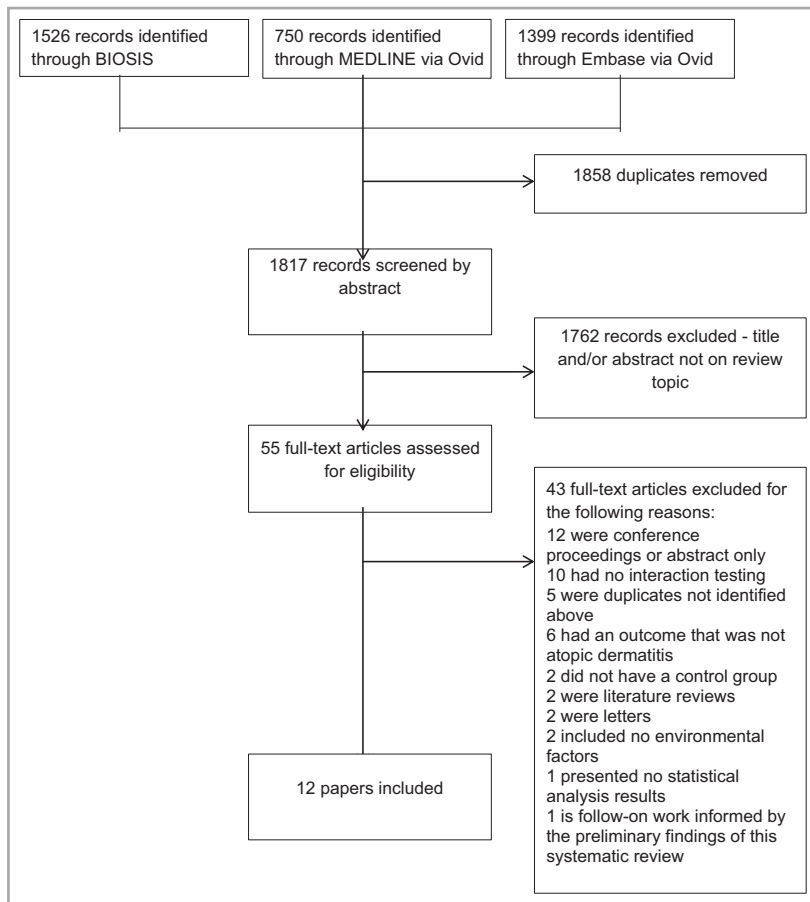 1526 records identified
through BIOSIS
750 records identified
through MEDLINE via Ovid
1399 records identified
through Embase via Ovid
1858 duplicates removed
1817 records screened by
abstract
1762 records excluded - title
and/or abstract not on review
topic
55 full-text articles assessed
for eligibility
43 full-text articles excluded for
the following reasons:
12 were conference
proceedings or abstract only
10 had no interaction testing
5 were duplicates not identified
above
6 had an outcome that was not
atopic dermatitis
2 did not have a control group
2 were literature reviews
2 were letters
2 included no environmental
factors
1 presented no statistical
analysis results
1 is follow-on work informed by
the preliminary findings of this
systematic review
12 papers included